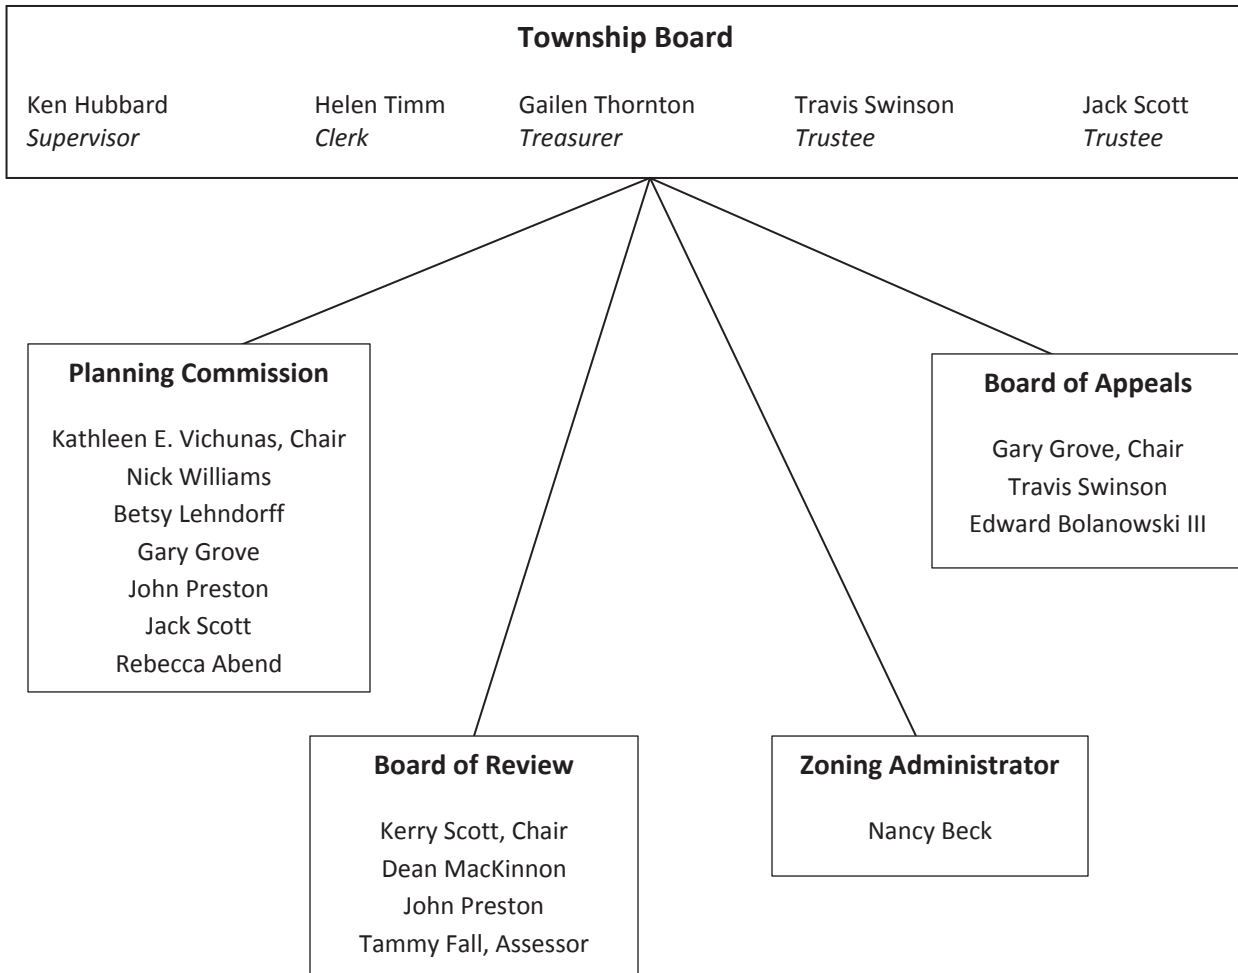 Township Board
Ken Hubbard Helen Timm Gailen Thornton Travis Swinson Jack Scott
Supervisor Clerk Treasurer Trustee Trustee
Planning Commission
Kathleen E. Vichunas, Chair
Nick Williams
Betsy Lehndorff
Gary Grove
John Preston
Jack Scott
Rebecca Abend
Board of Appeals
Gary Grove, Chair
Travis Swinson
Edward Bolanowski III
Board of Review
Kerry Scott, Chair
Dean MacKinnon
John Preston
Tammy Fall, Assessor
Zoning Administrator
Nancy Beck